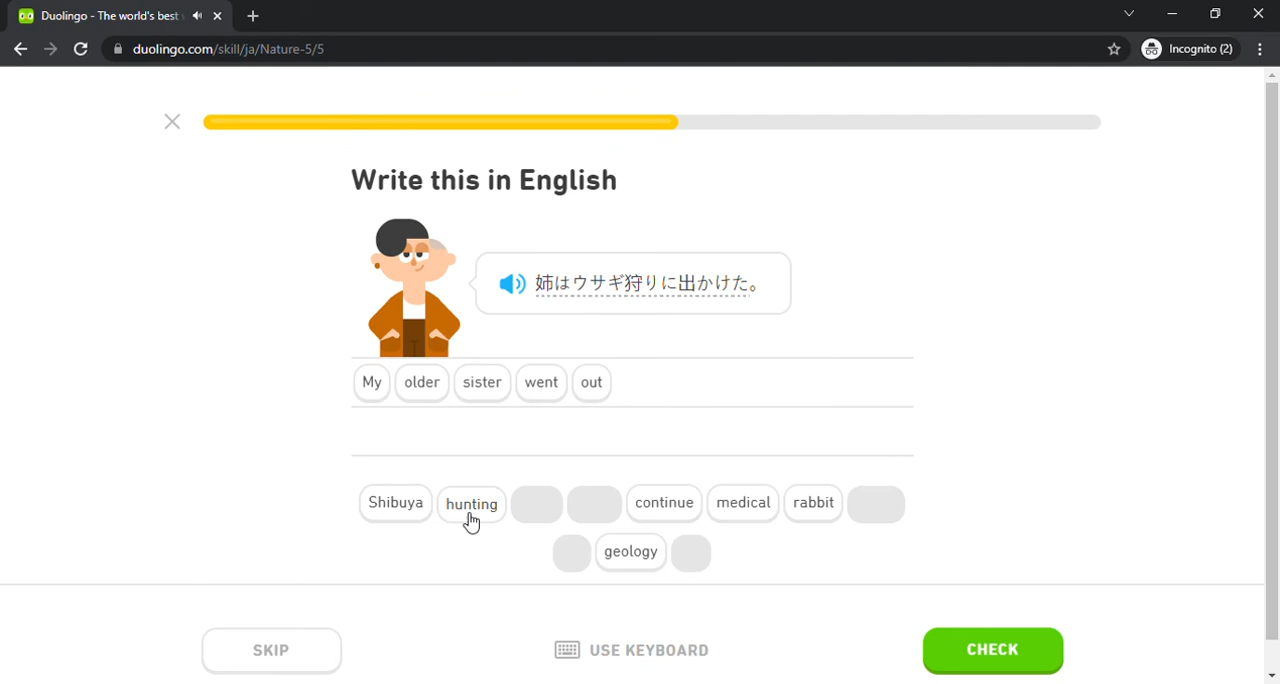 Duolingo - The world's best
duolingo.com/skill/ja/Nature-5/5
Incognito (2)
Write this in English
姉はウサギ狩りに出かけた。
My older sister went out
Shibuya hunting continue medical rabbit
geology
SKIP
USE KEYBOARD
CHECK